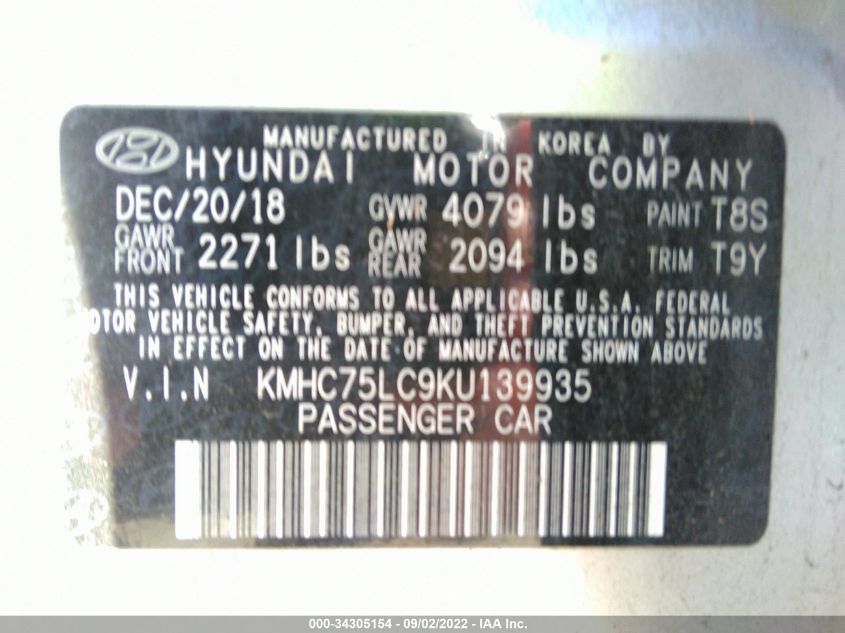 MANUFACTURED IN KOREA BY
HYUNDAI MOTOR COMPANY
DEC/20/18 GVWR 4079 lbs PAINT T8S
GAWR FRONT 2271 lbs GAWR REAR 2094 lbs TRIM T9Y
THIS VEHICLE CONFORMS TO ALL APPLICABLE U.S.A. FEDERAL
MOTOR VEHICLE SAFETY, BUMPER, AND THEFT PREVENTION STANDARDS
IN EFFECT ON THE DATE OF MANUFACTURE SHOWN ABOVE
V.I.N KMHC75LC9KU139935
PASSENGER CAR
000-34305154 - 09/02/2022 - IAA Inc.